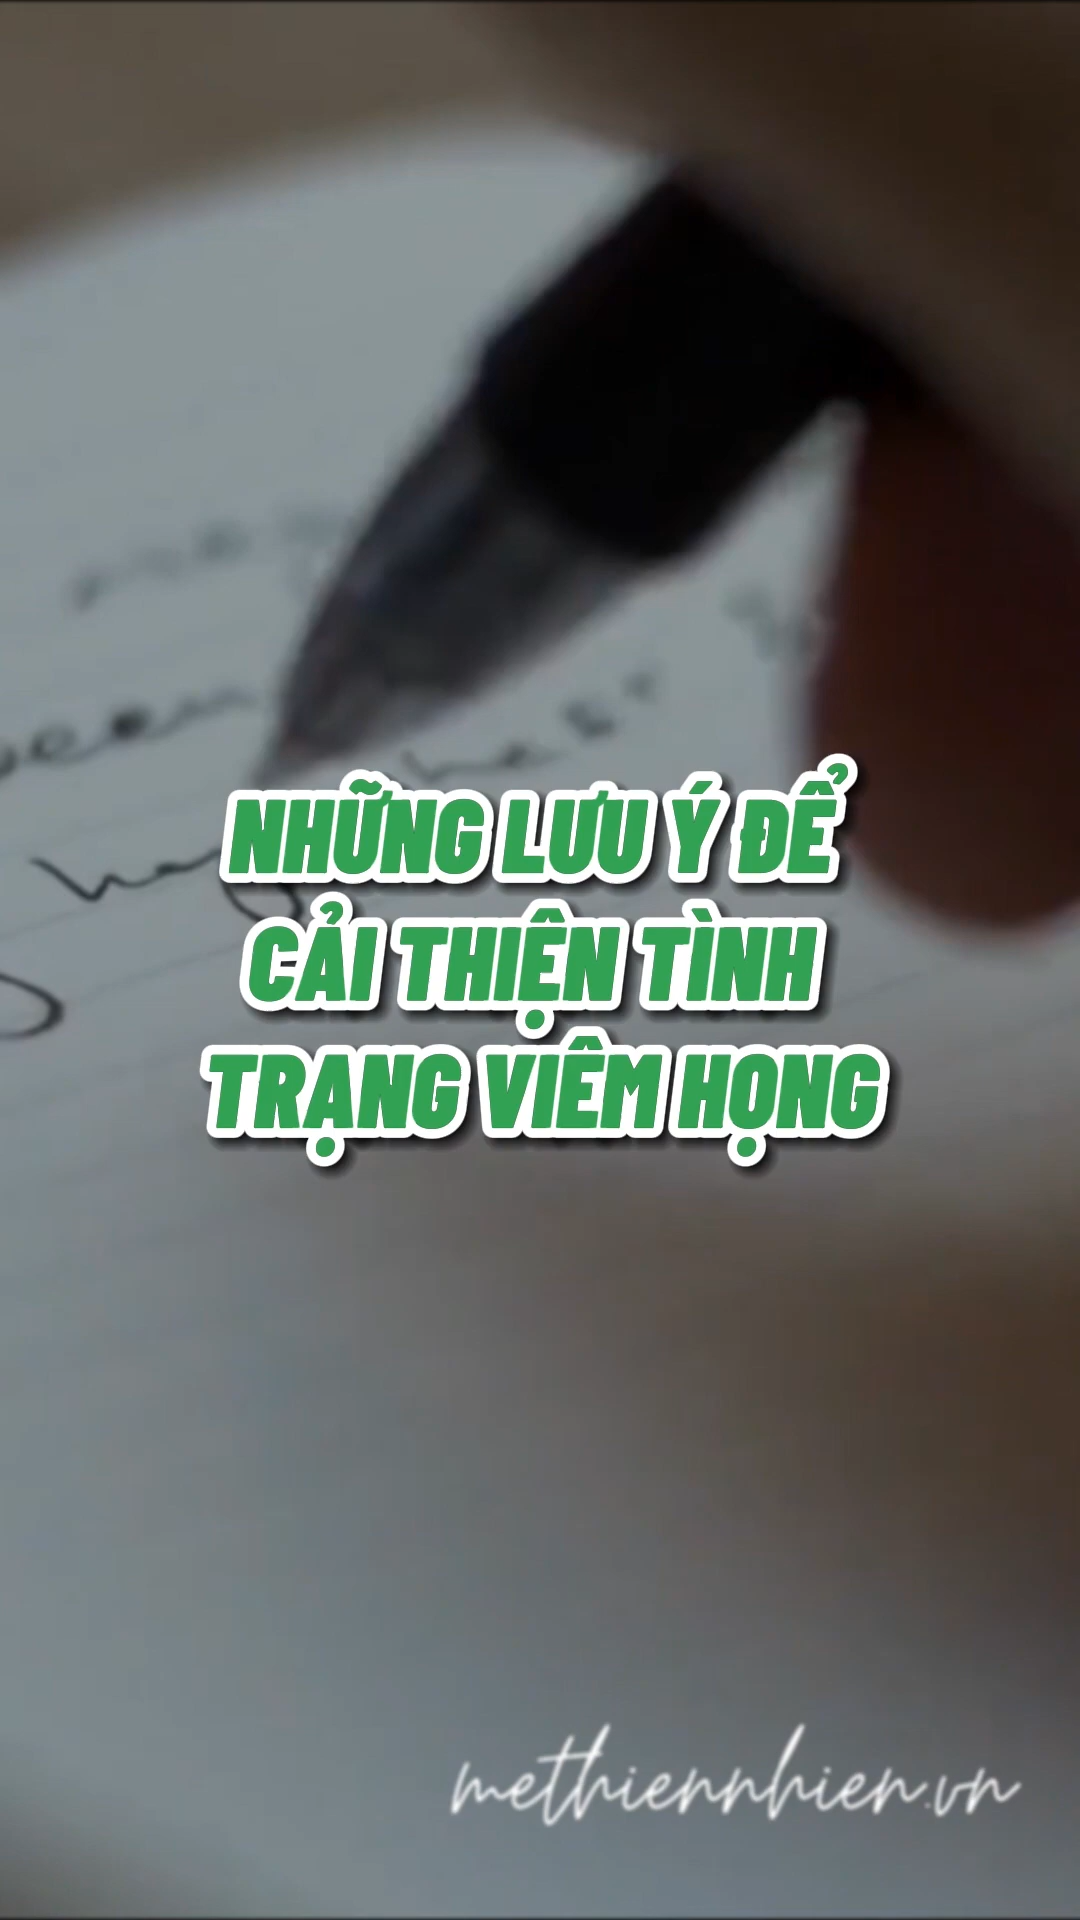 NHỮNG LƯU Ý ĐỂ
CẢI THIỆN TÌNH
TRẠNG VIÊM HỌNG
methiennhien.vn